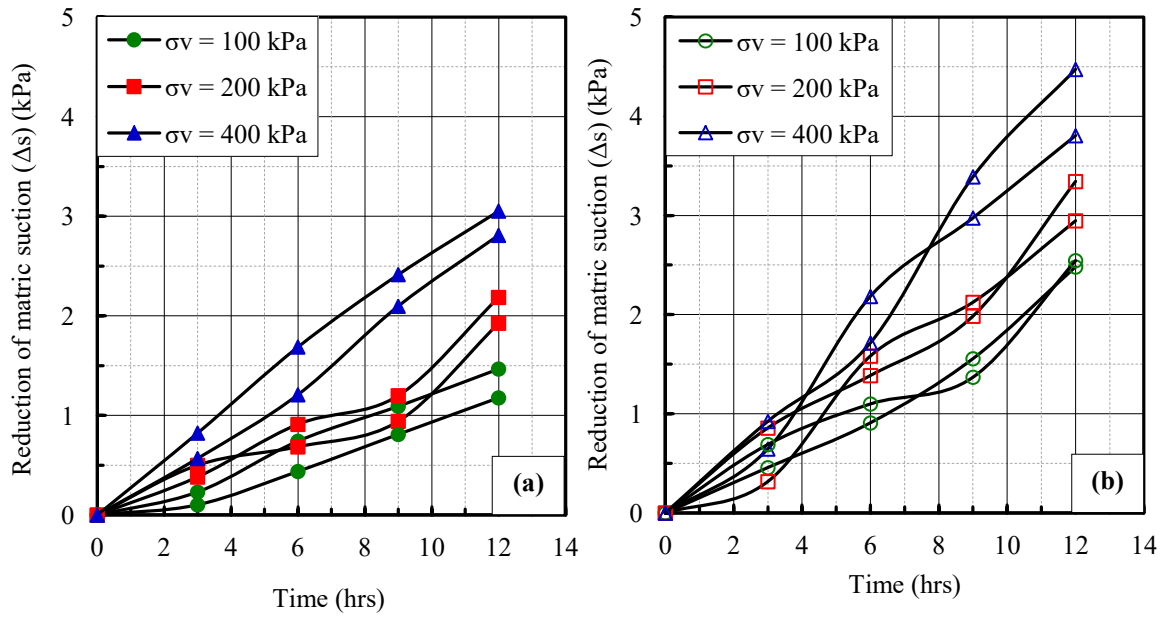 Reduction of matric suction (Δs) (kPa)
5
4
3
2
1
0
σv = 100 kPa
σv = 200 kPa
σv = 400 kPa
(a)
0 2 4 6 8 10 12 14
Time (hrs)
Reduction of matric suction (Δs) (kPa)
5
4
3
2
1
0
σv = 100 kPa
σv = 200 kPa
σv = 400 kPa
(b)
0 2 4 6 8 10 12 14
Time (hrs)